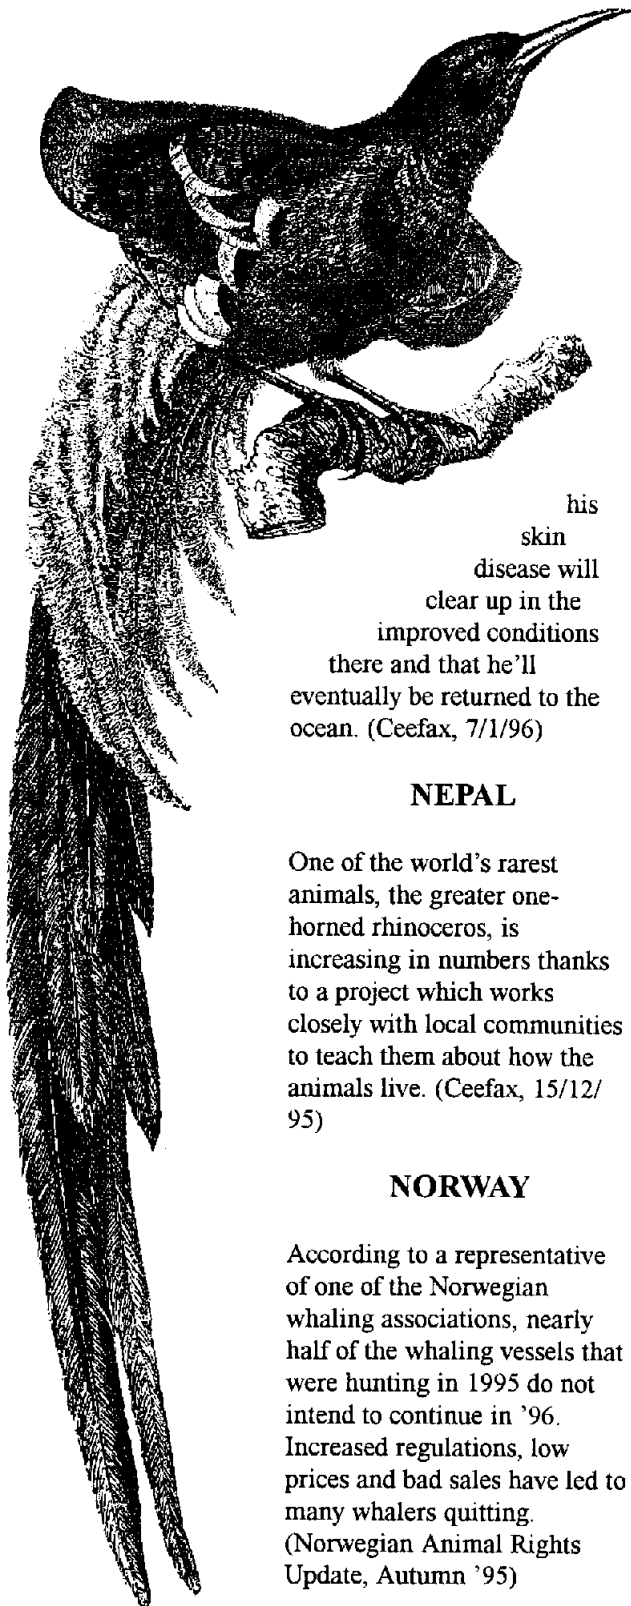 his
skin
disease will
clear up in the
improved conditions
there and that he'll
eventually be returned to the
ocean. (Ceefax, 7/1/96)
NEPAL
One of the world's rarest
animals, the greater one-
horned rhinoceros, is
increasing in numbers thanks
to a project which works
closely with local communities
to teach them about how the
animals live. (Ceefax, 15/12/
95)
NORWAY
According to a representative
of one of the Norwegian
whaling associations, nearly
half of the whaling vessels that
were hunting in 1995 do not
intend to continue in '96.
Increased regulations, low
prices and bad sales have led to
many whalers quitting.
(Norwegian Animal Rights
Update, Autumn '95)